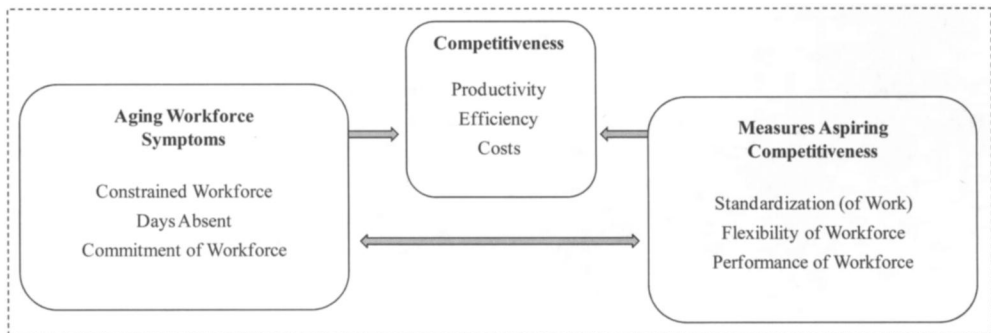 Competitiveness
Productivity
Efficiency
Costs
Aging Workforce
Symptoms
Constrained Workforce
Days Absent
Commitment of Workforce
Measures Aspiring
Competitiveness
Standardization (of Work)
Flexibility of Workforce
Performance of Workforce